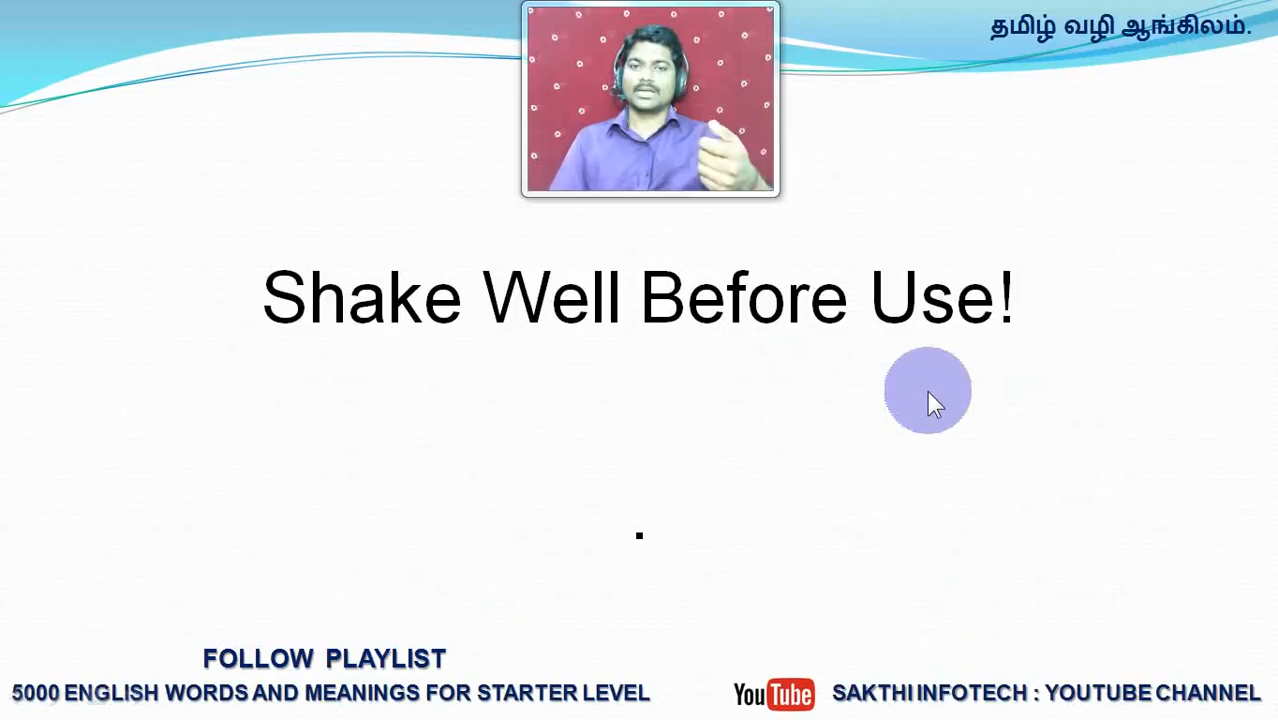 தமிழ் வழி ஆங்கிலம்.
Shake Well Before Use!
.
FOLLOW PLAYLIST
5000 ENGLISH WORDS AND MEANINGS FOR STARTER LEVEL
YouTube SAKTHI INFOTECH : YOUTUBE CHANNEL